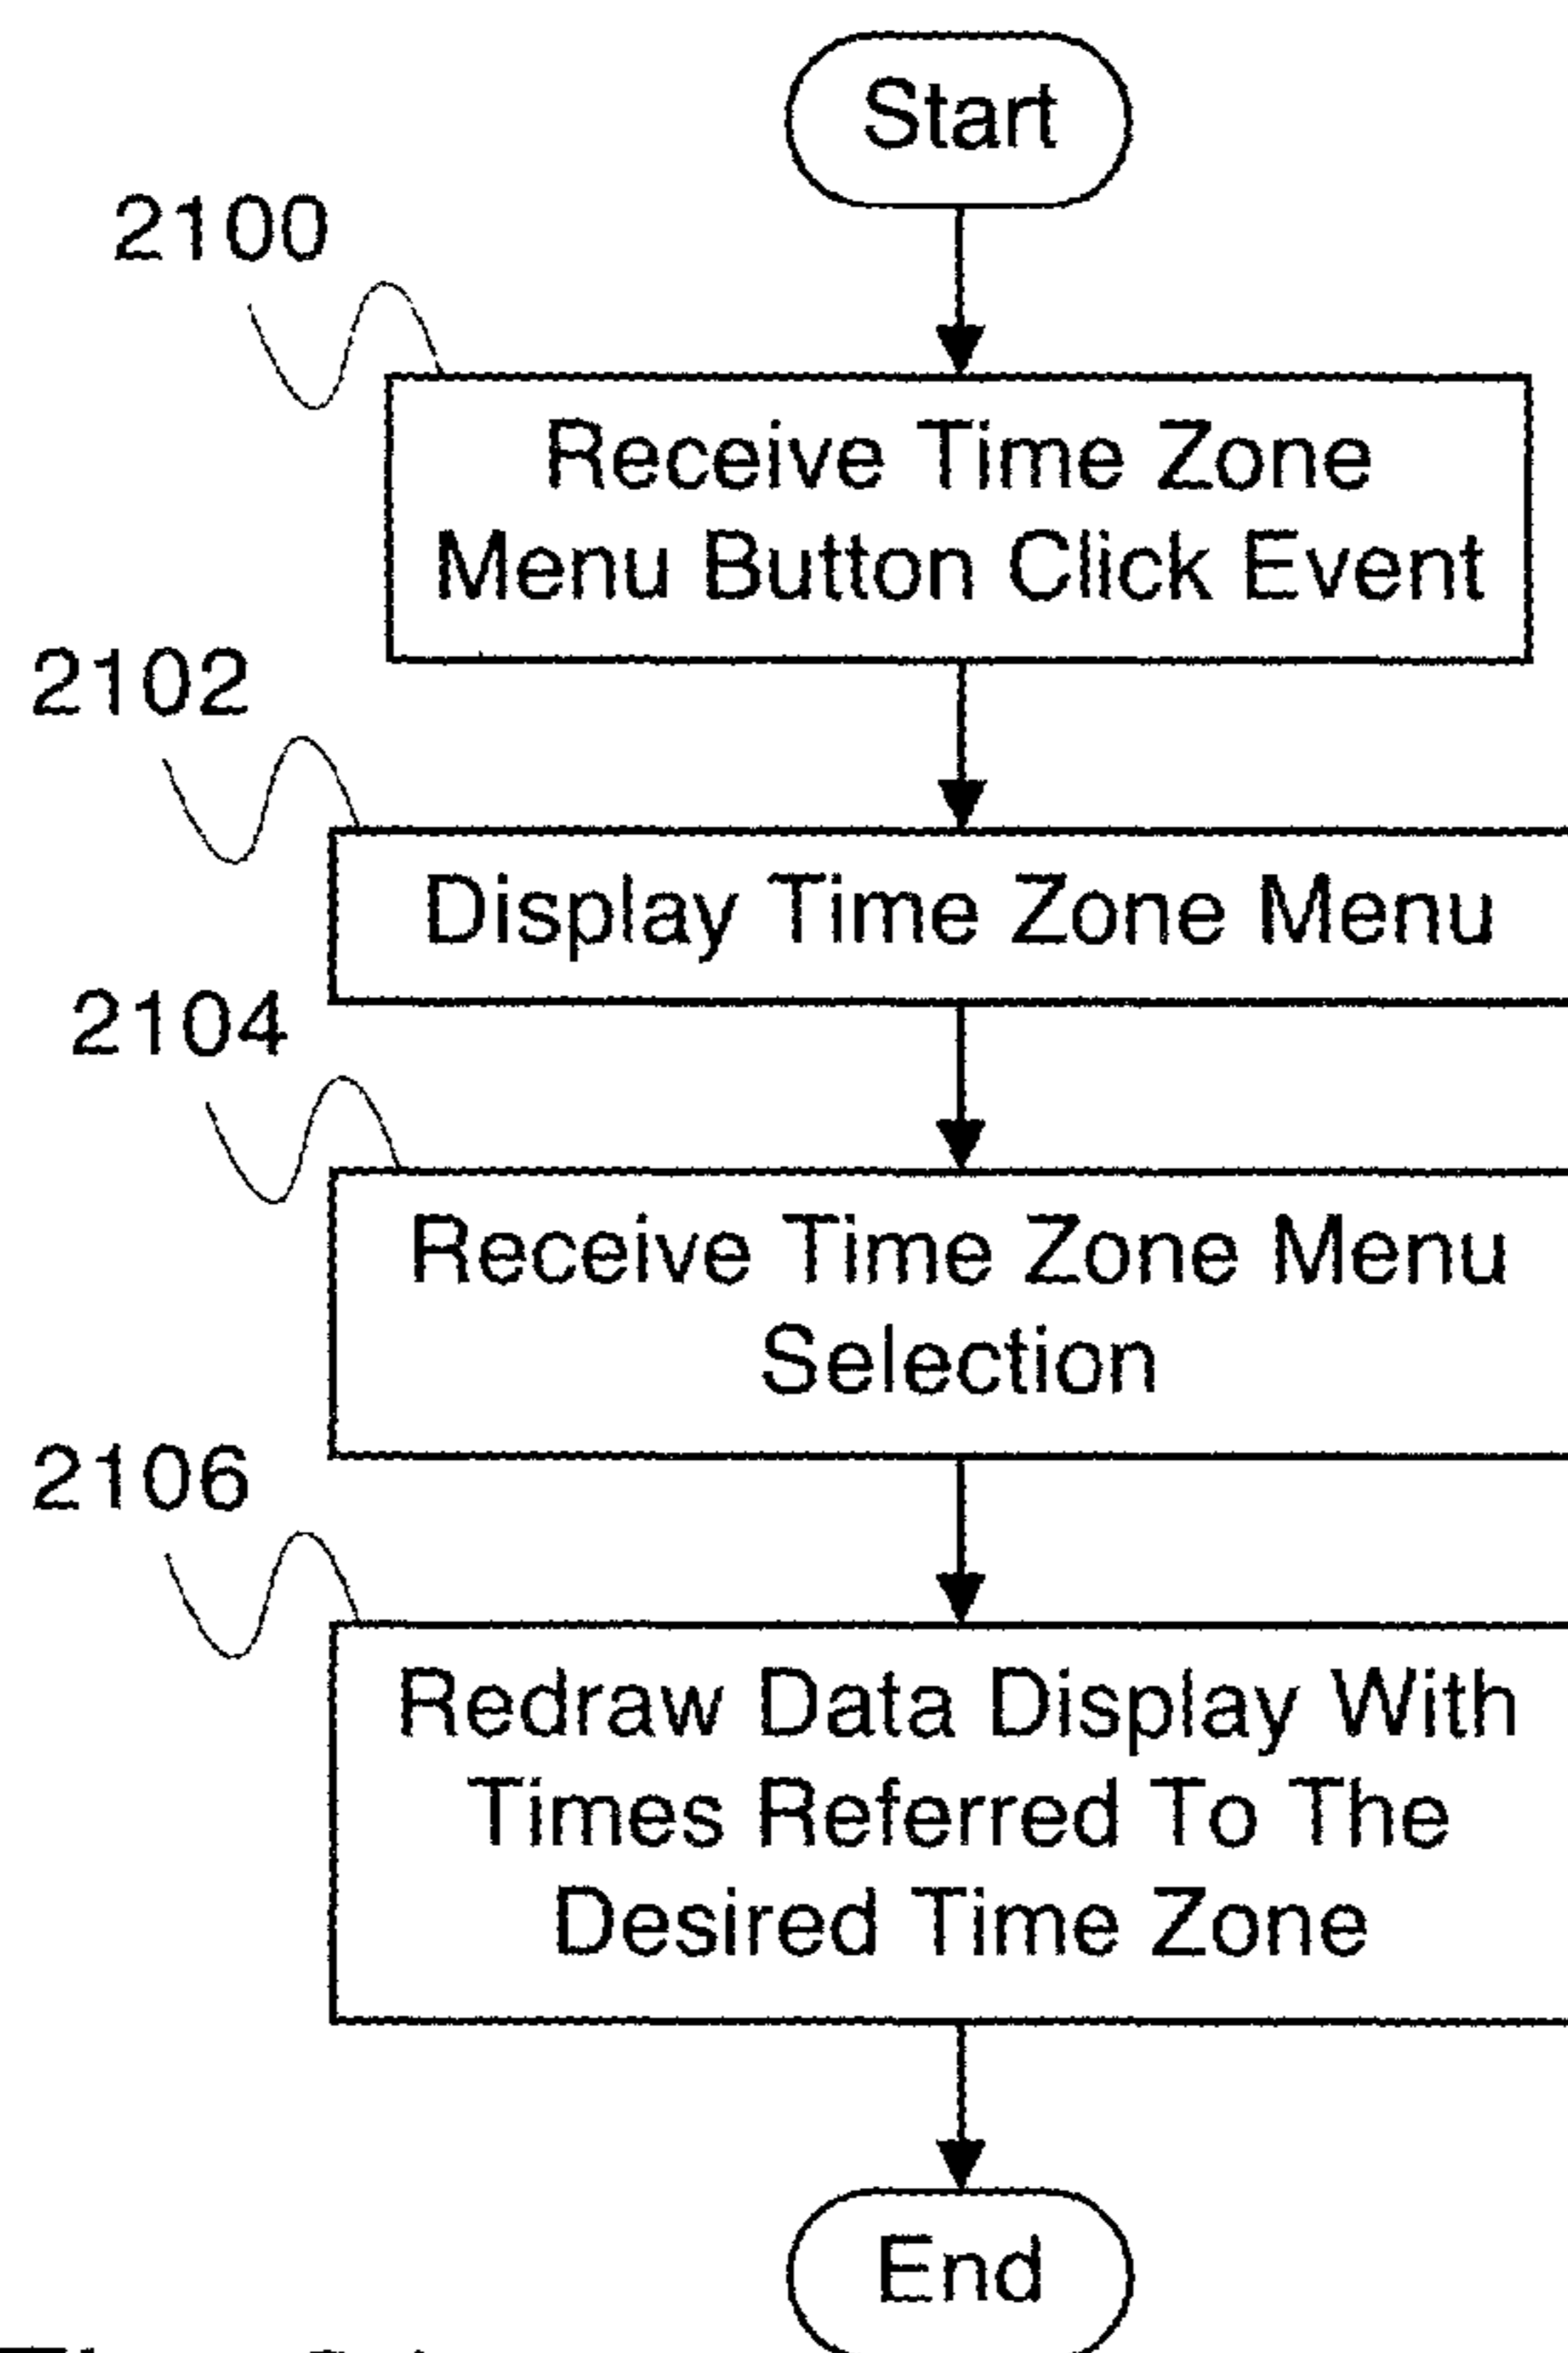 Start
2100
Receive Time Zone
Menu Button Click Event
2102
Display Time Zone Menu
2104
Receive Time Zone Menu
Selection
2106
Redraw Data Display With
Times Referred To The
Desired Time Zone
End